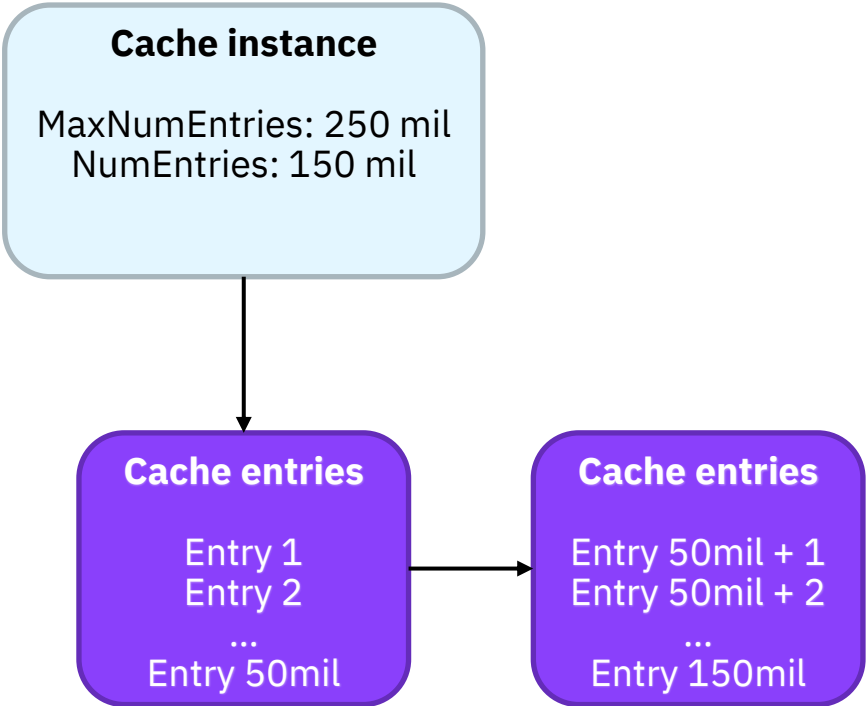 Cache instance
MaxNumEntries: 250 mil
NumEntries: 150 mil
Cache entries
Entry 1
Entry 2
...
Entry 50mil
Cache entries
Entry 50mil + 1
Entry 50mil + 2
...
Entry 150mil